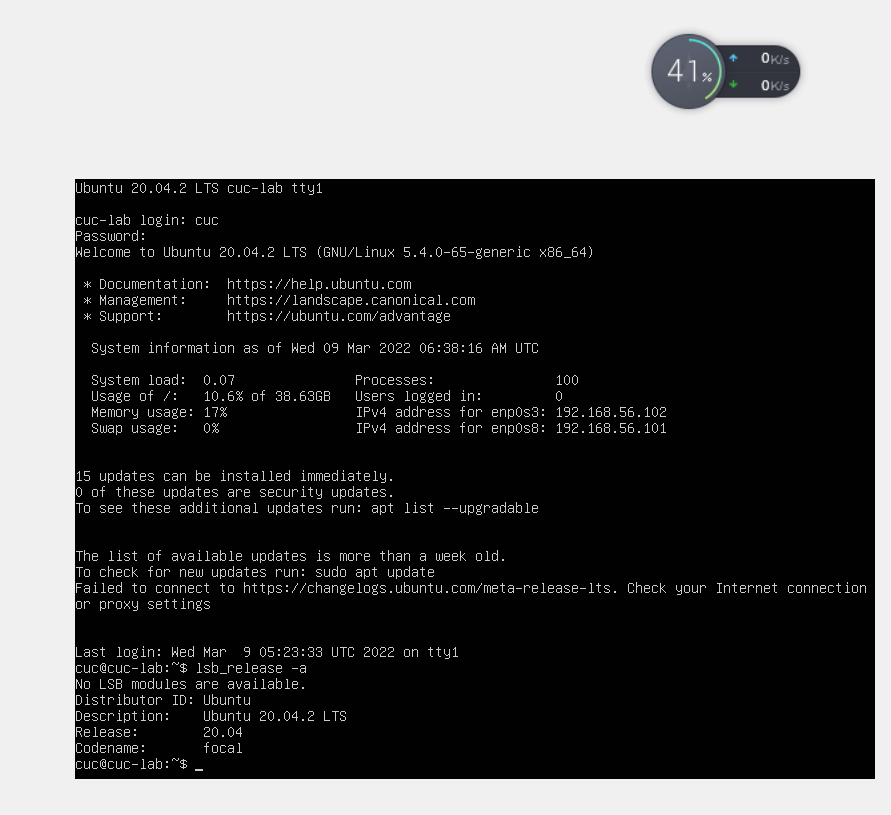 41%
0K/s
0K/s
Ubuntu 20.04.2 LTS cuc-lab tty1
cuc-lab login: cuc
Password:
Welcome to Ubuntu 20.04.2 LTS (GNU/Linux 5.4.0-65-generic x86_64)
* Documentation:  https://help.ubuntu.com
* Management:     https://landscape.canonical.com
* Support:        https://ubuntu.com/advantage
System information as of Wed 09 Mar 2022 06:38:16 AM UTC
System load:  0.07               Processes:               100
Usage of /:   10.6% of 38.63GB   Users logged in:         0
Memory usage: 17%                IPv4 address for enp0s3: 192.168.56.102
Swap usage:   0%                 IPv4 address for enp0s8: 192.168.56.101
15 updates can be installed immediately.
0 of these updates are security updates.
To see these additional updates run: apt list --upgradable
The list of available updates is more than a week old.
To check for new updates run: sudo apt update
Failed to connect to https://changelogs.ubuntu.com/meta-release-lts. Check your Internet connection
or proxy settings
Last login: Wed Mar  9 05:23:33 UTC 2022 on tty1
cuc@cuc-lab:~$ lsb_release -a
No LSB modules are available.
Distributor ID: Ubuntu
Description:    Ubuntu 20.04.2 LTS
Release:        20.04
Codename:       focal
cuc@cuc-lab:~$ _